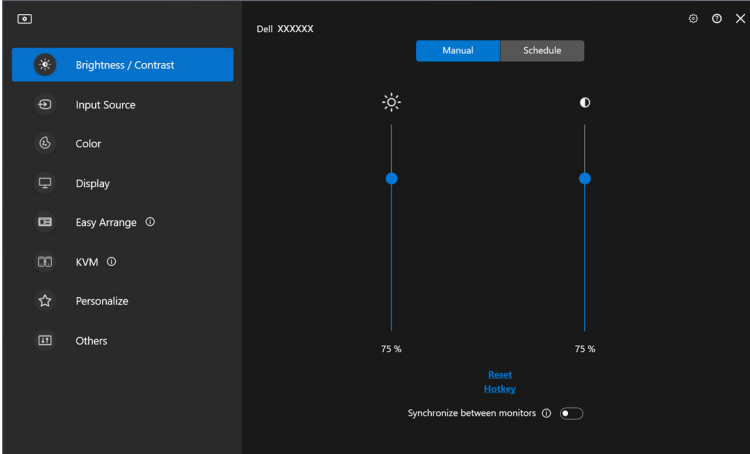 Dell XXXXXX
Manual
Schedule
Brightness / Contrast
Input Source
Color
Display
Easy Arrange
KVM
Personalize
Others
75 %
75 %
Reset
Hotkey
Synchronize between monitors